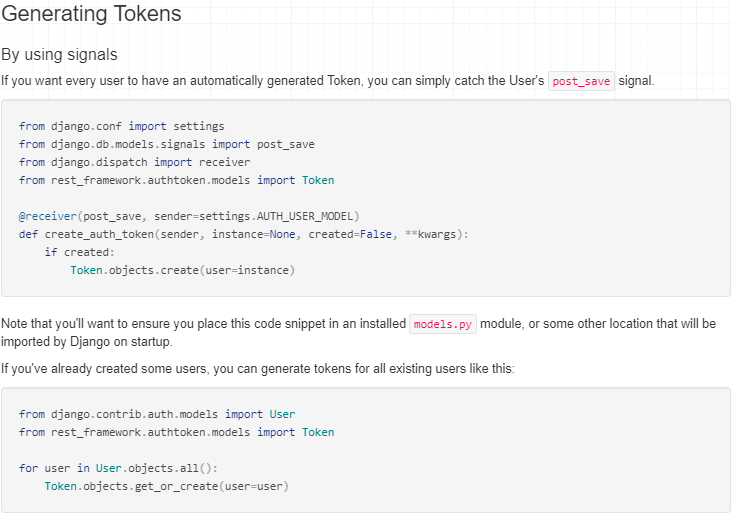 Generating Tokens
By using signals
If you want every user to have an automatically generated Token, you can simply catch the User's post_save signal.
from django.conf import settings
from django.db.models.signals import post_save
from django.dispatch import receiver
from rest_framework.authtoken.models import Token
@receiver(post_save, sender=settings.AUTH_USER_MODEL)
def create_auth_token(sender, instance=None, created=False, **kwargs):
    if created:
        Token.objects.create(user=instance)
Note that you'll want to ensure you place this code snippet in an installed models.py module, or some other location that will be
imported by Django on startup.
If you've already created some users, you can generate tokens for all existing users like this:
from django.contrib.auth.models import User
from rest_framework.authtoken.models import Token
for user in User.objects.all():
    Token.objects.get_or_create(user=user)